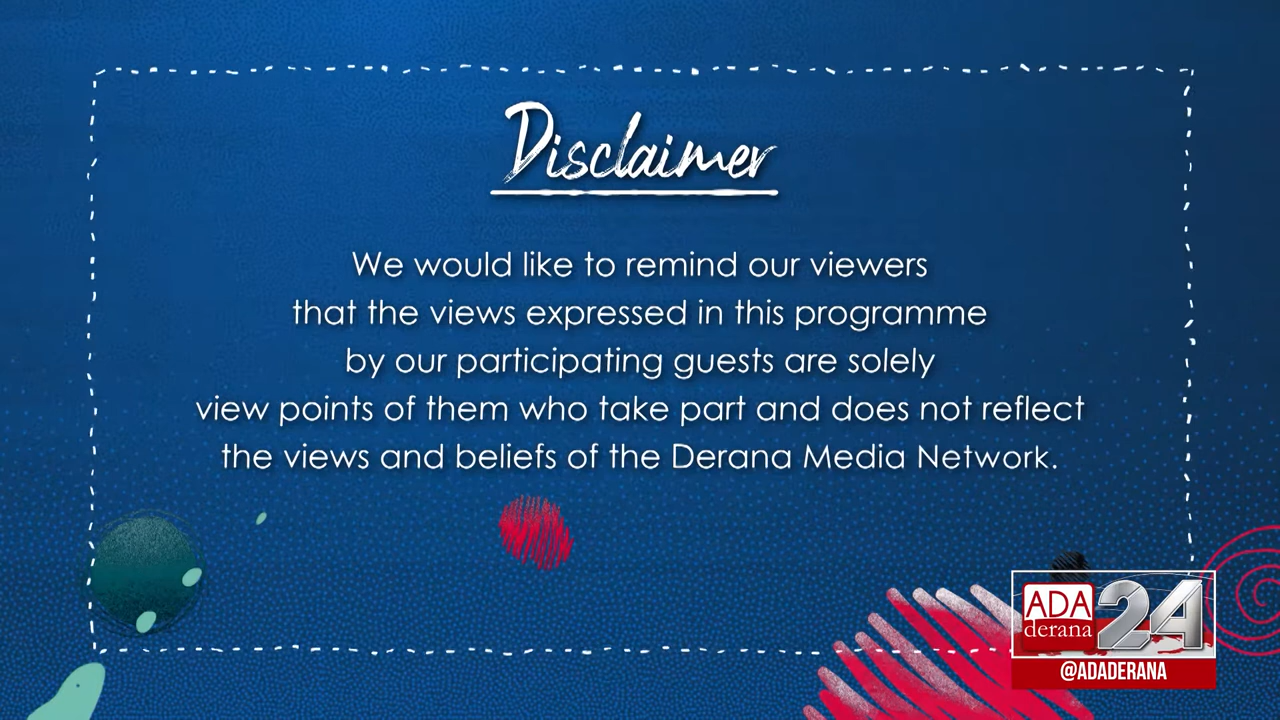 Disclaimer
We would like to remind our viewers
that the views expressed in this programme
by our participating guests are solely
view points of them who take part and does not reflect
the views and beliefs of the Derana Media Network.
ADA
derana
24
@ADADERANA